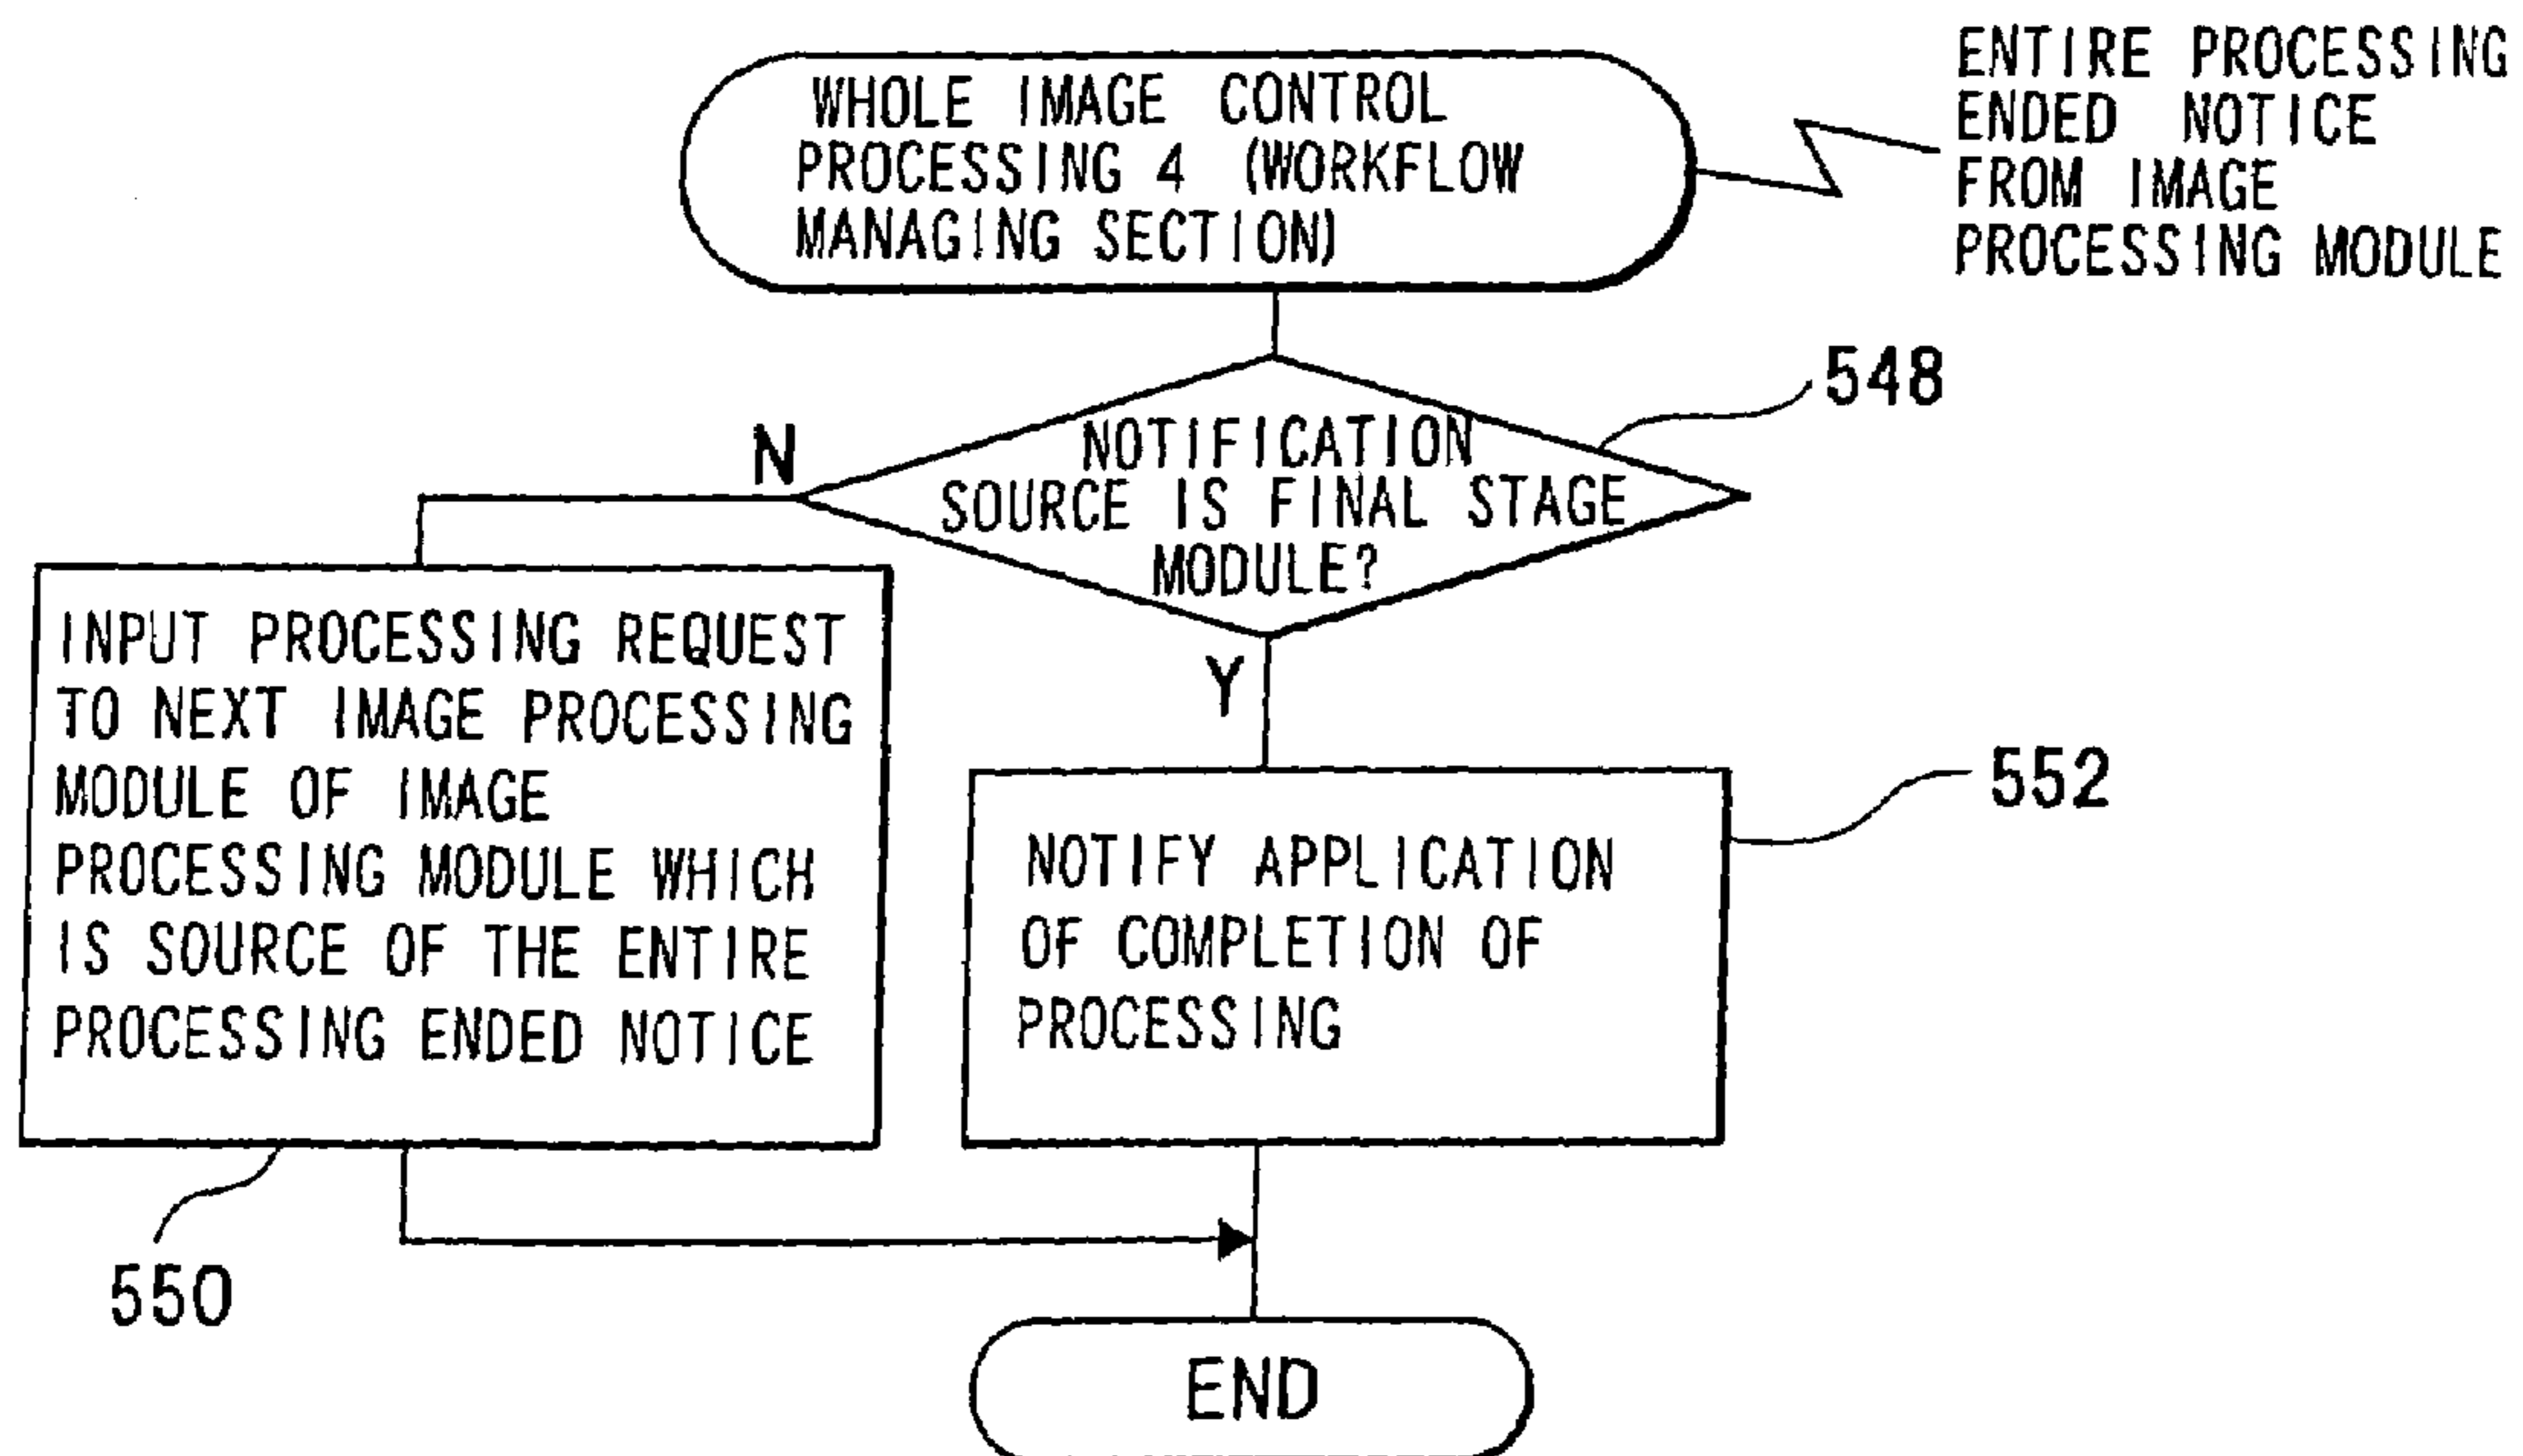 WHOLE IMAGE CONTROL
PROCESSING 4 (WORKFLOW
MANAGING SECTION)
ENTIRE PROCESSING
ENDED NOTICE
FROM IMAGE
PROCESSING MODULE
548
N
NOTIFICATION
SOURCE IS FINAL STAGE
MODULE?
Y
INPUT PROCESSING REQUEST
TO NEXT IMAGE PROCESSING
MODULE OF IMAGE
PROCESSING MODULE WHICH
IS SOURCE OF THE ENTIRE
PROCESSING ENDED NOTICE
552
NOTIFY APPLICATION
OF COMPLETION OF
PROCESSING
550
END